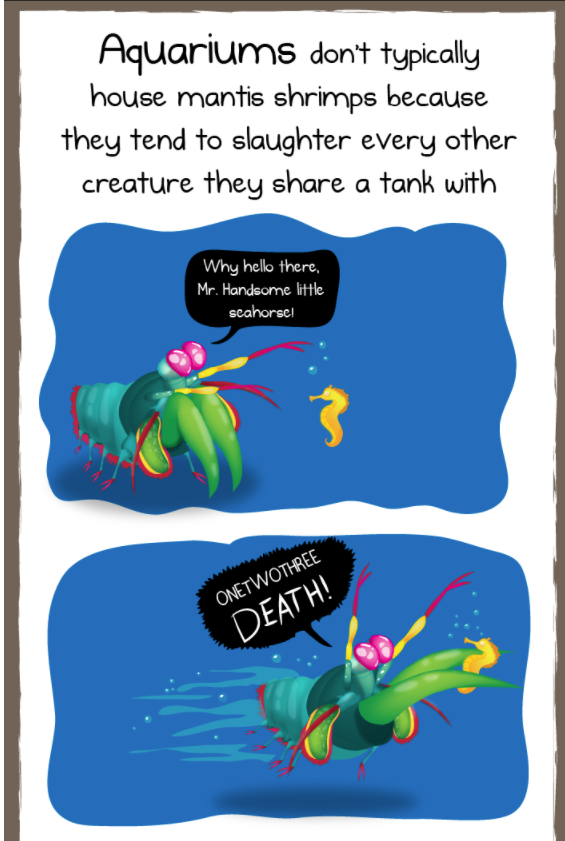 Aquariums don't typically
house mantis shrimps because
they tend to slaughter every other
creature they share a tank with
Why hello there,
Mr. Handsome little
seahorse!
ONETWOTHREE
DEATH!